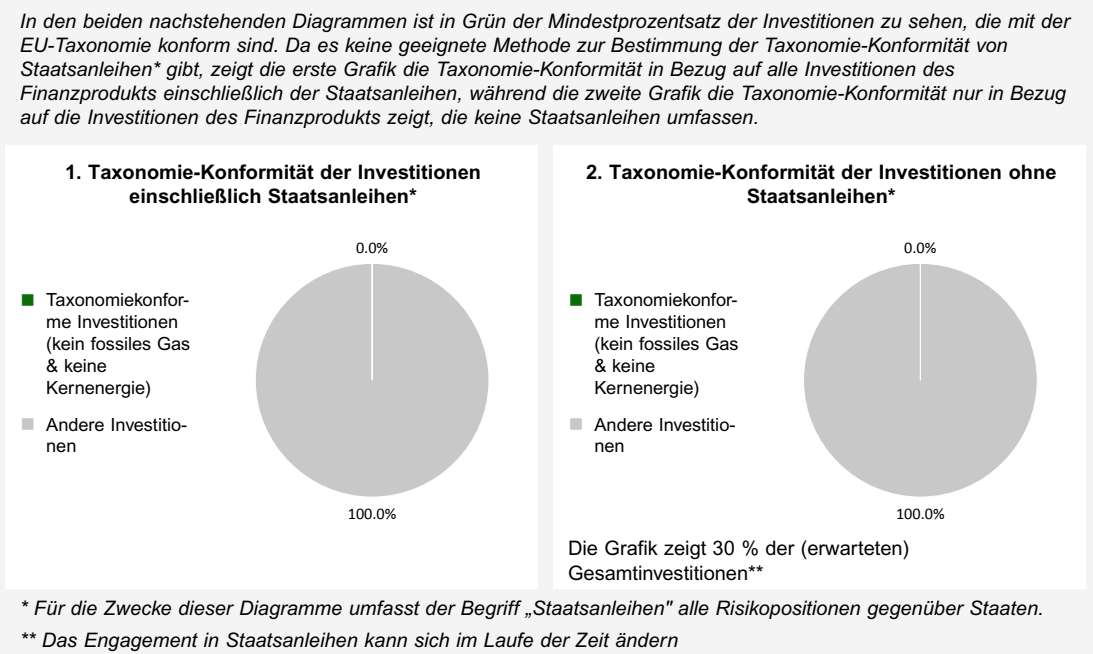 In den beiden nachstehenden Diagrammen ist in Grün der Mindestprozentsatz der Investitionen zu sehen, die mit der
EU-Taxonomie konform sind. Da es keine geeignete Methode zur Bestimmung der Taxonomie-Konformität von
Staatsanleihen* gibt, zeigt die erste Grafik die Taxonomie-Konformität in Bezug auf alle Investitionen des
Finanzprodukts einschließlich der Staatsanleihen, während die zweite Grafik die Taxonomie-Konformität nur in Bezug
auf die Investitionen des Finanzprodukts zeigt, die keine Staatsanleihen umfassen.
1. Taxonomie-Konformität der Investitionen
einschließlich Staatsanleihen*
0.0%
Taxonomiekonfor-
me Investitionen
(kein fossiles Gas
& keine
Kernenergie)
Andere Investitio-
nen
100.0%
2. Taxonomie-Konformität der Investitionen ohne
Staatsanleihen*
0.0%
Taxonomiekonfor-
me Investitionen
(kein fossiles Gas
& keine
Kernenergie)
Andere Investitio-
nen
100.0%
Die Grafik zeigt 30 % der (erwarteten)
Gesamtinvestitionen**
* Für die Zwecke dieser Diagramme umfasst der Begriff „Staatsanleihen" alle Risikopositionen gegenüber Staaten.
** Das Engagement in Staatsanleihen kann sich im Laufe der Zeit ändern